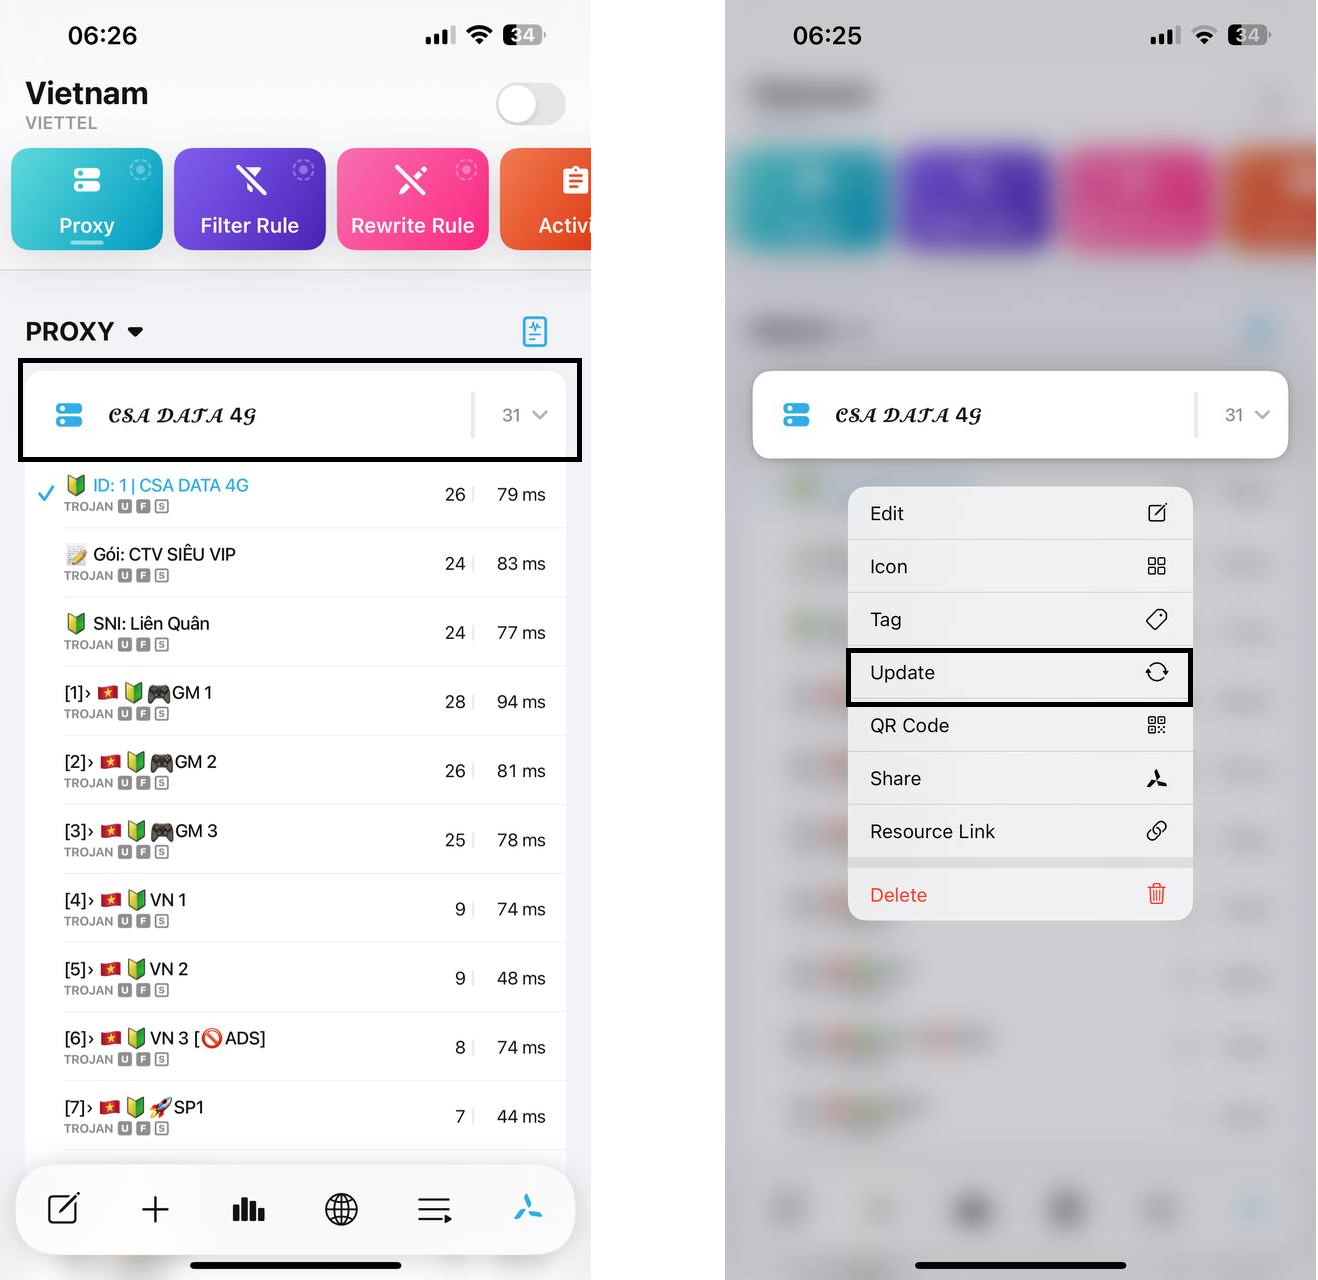 06:26
34
Vietnam
VIETTEL
Proxy
Filter Rule
Rewrite Rule
Activi
PROXY
𝓒𝓢𝓐 𝓓𝓐𝓣𝓐 4𝓖
31
ID: 1 | CSA DATA 4G
26
79 ms
TROJAN U F S
Gói: CTV SIÊU VIP
24
83 ms
TROJAN U F S
SNI: Liên Quân
24
77 ms
TROJAN U F S
[1]› 🇻🇳 🔰🎮GM 1
28
94 ms
TROJAN U F S
[2]› 🇻🇳 🔰🎮GM 2
26
81 ms
TROJAN U F S
[3]› 🇻🇳 🔰🎮GM 3
25
78 ms
TROJAN U F S
[4]› 🇻🇳 🔰VN 1
9
74 ms
TROJAN U F S
[5]› 🇻🇳 🔰VN 2
9
48 ms
TROJAN U F S
[6]› 🇻🇳 🔰VN 3 [🚫ADS]
8
74 ms
TROJAN U F S
[7]› 🇻🇳 🔰🚀SP1
7
44 ms
TROJAN U F S
06:25
34
𝓒𝓢𝓐 𝓓𝓐𝓣𝓐 4𝓖
31
Edit
Icon
Tag
Update
QR Code
Share
Resource Link
Delete